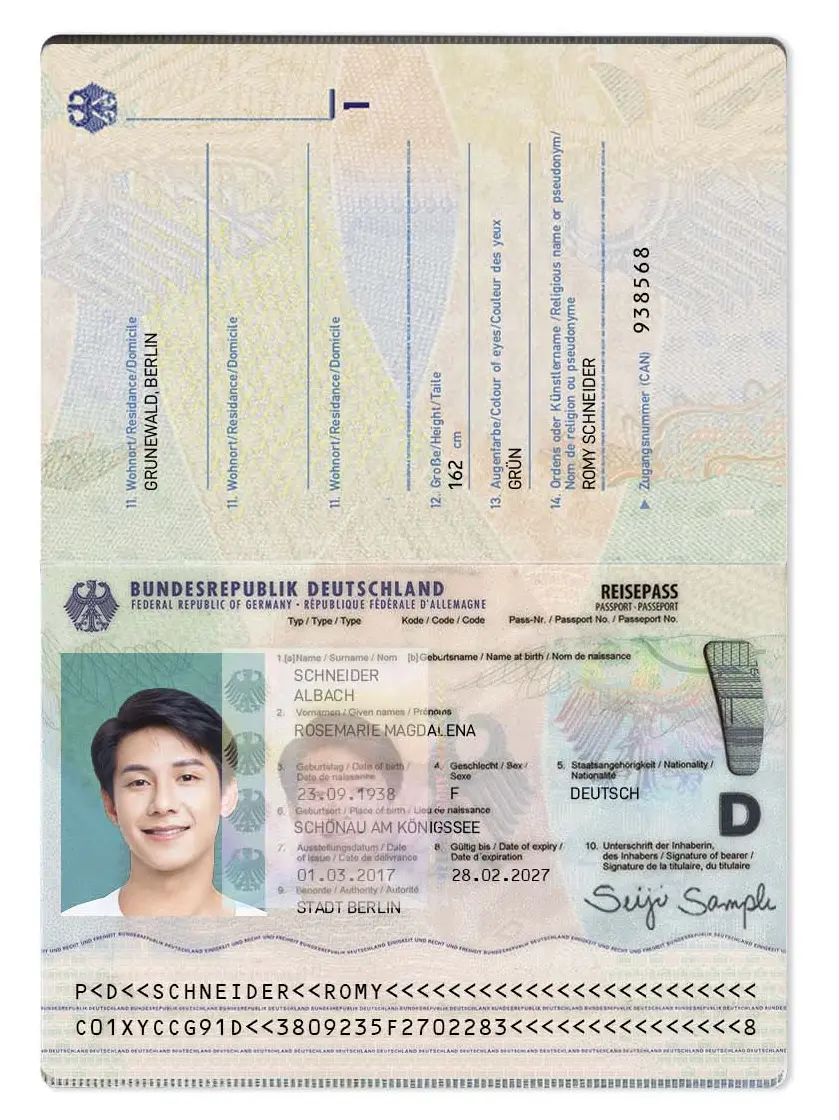 1
11. Wohnort/Residance/Domicile
GRUNEWALD, BERLIN
11. Wohnort/Residance/Domicile
11. Wohnort/Residance/Domicile
12. Größe/Height/Taile
162 cm
13. Augenfarbe/Colour of eyes/Couleur des yeux
GRÜN
14. Ordens oder Künstlername /Religious name or pseudonym/
Nom de religion ou pseudonyme
ROMY SCHNEIDER
▶ Zugangsnummer (CAN) 938568
BUNDESREPUBLIK DEUTSCHLAND
FEDERAL REPUBLIC OF GERMANY · RÉPUBLIQUE FÉDÉRALE D'ALLEMAGNE
REISEPASS
PASSPORT · PASSEPORT
Typ / Type / Type Kode / Code / Code Pass-Nr. / Passport No. / Passeport No.
1.[a]Name / Surname / Nom [b]Geburtsname / Name at birth / Nom de naissance
SCHNEIDER
ALBACH
2. Vornamen / Given names / Prénoms
ROSEMARIE MAGDALENA
3. Geburtstag / Date of birth / Date de naissance
23.09.1938
4. Geschlecht / Sex / Sexe
F
5. Staatsangehörigkeit / Nationality / Nationalité
DEUTSCH
6. Geburtsort / Place of birth / Lieu de naissance
SCHÖNAU AM KÖNIGSSEE
7. Ausstellungsdatum / Date of issue / Date de délivrance
01.03.2017
8. Gültig bis / Date of expiry / Date d'expiration
28.02.2027
9. Behörde / Authority / Autorité
STADT BERLIN
10. Unterschrift der Inhaberin,
des Inhabers / Signature of bearer /
Signature de la titulaire, du titulaire
Seiji Sample
D
P<D<<SCHNEIDER<<ROMY<<<<<<<<<<<<<<<<<<<<<<<<
C01XYCCG91D<<3809235F2702283<<<<<<<<<<<<<<<8